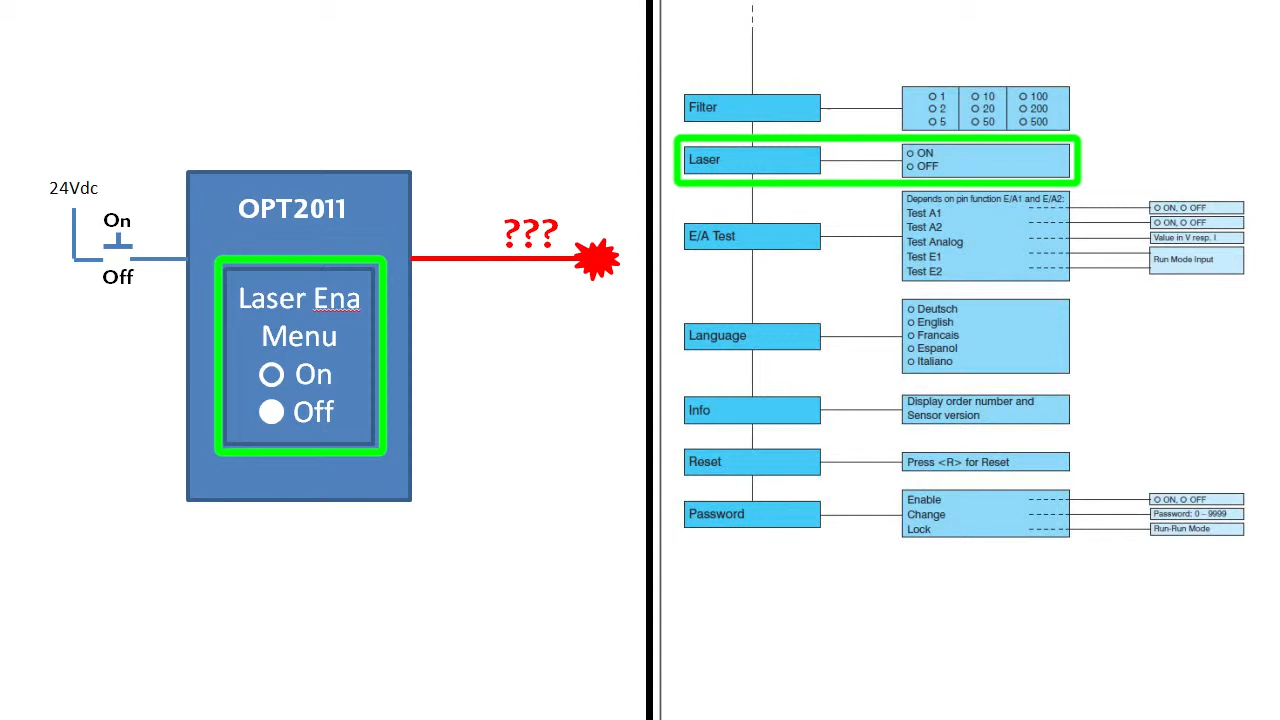 24Vdc
On
Off
OPT2011
Laser Ena
Menu
On
Off
???
Filter
1 10 100
2 20 200
5 50 500
Laser
ON
OFF
E/A Test
Depends on pin function E/A1 and E/A2:
Test A1
Test A2
Test Analog
Test E1
Test E2
ON, OFF
ON, OFF
Value in V resp. I
Run Mode Input
Language
Deutsch
English
Francais
Espanol
Italiano
Info
Display order number and
Sensor version
Reset
Press <R> for Reset
Password
Enable
Change
Lock
ON, OFF
Password: 0 – 9999
Run-Run Mode